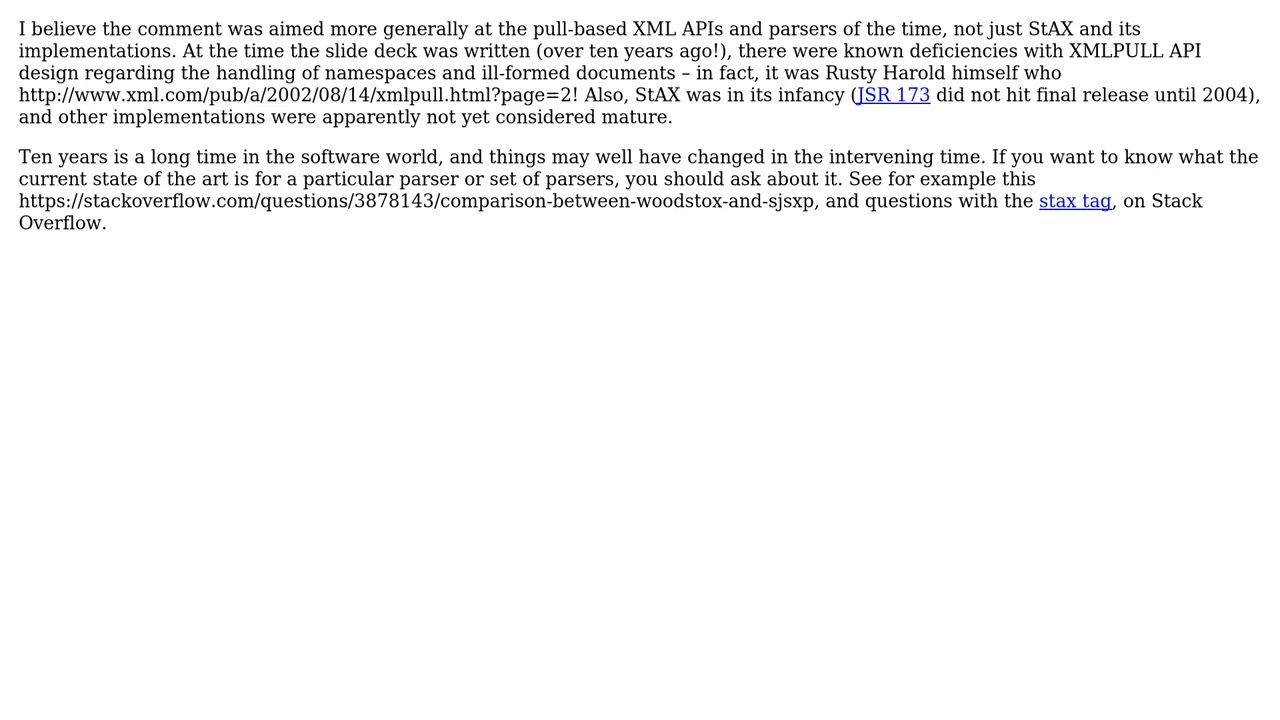 I believe the comment was aimed more generally at the pull-based XML APIs and parsers of the time, not just StAX and its
implementations. At the time the slide deck was written (over ten years ago!), there were known deficiencies with XMLPULL API
design regarding the handling of namespaces and ill-formed documents – in fact, it was Rusty Harold himself who
http://www.xml.com/pub/a/2002/08/14/xmlpull.html?page=2! Also, StAX was in its infancy (JSR 173 did not hit final release until 2004),
and other implementations were apparently not yet considered mature.
Ten years is a long time in the software world, and things may well have changed in the intervening time. If you want to know what the
current state of the art is for a particular parser or set of parsers, you should ask about it. See for example this
https://stackoverflow.com/questions/3878143/comparison-between-woodstox-and-sjsxp, and questions with the stax tag, on Stack
Overflow.